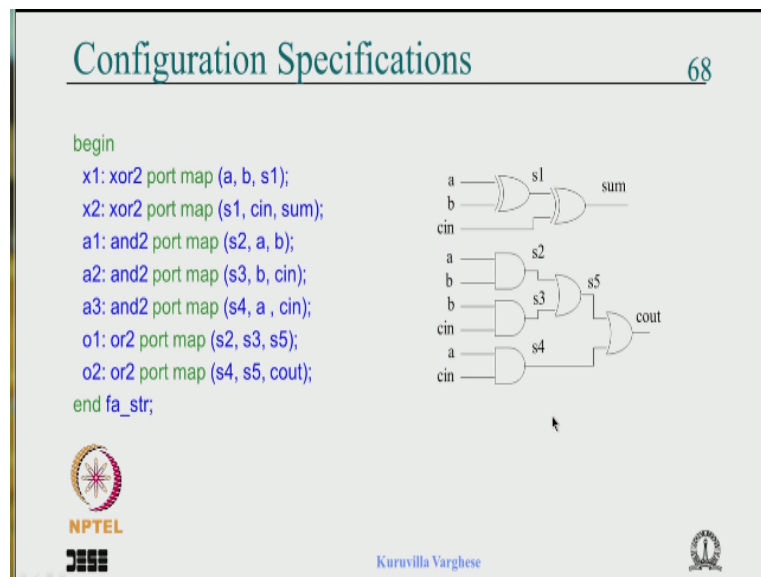 Configuration Specifications
68
begin
x1: xor2 port map (a, b, s1);
x2: xor2 port map (s1, cin, sum);
a1: and2 port map (s2, a, b);
a2: and2 port map (s3, b, cin);
a3: and2 port map (s4, a , cin);
o1: or2 port map (s2, s3, s5);
o2: or2 port map (s4, s5, cout);
end fa_str;
a
s1
sum
b
cin
a
s2
b
s5
b
s3
cout
cin
a
s4
cin
NPTEL
DESE
Kuruvilla Varghese